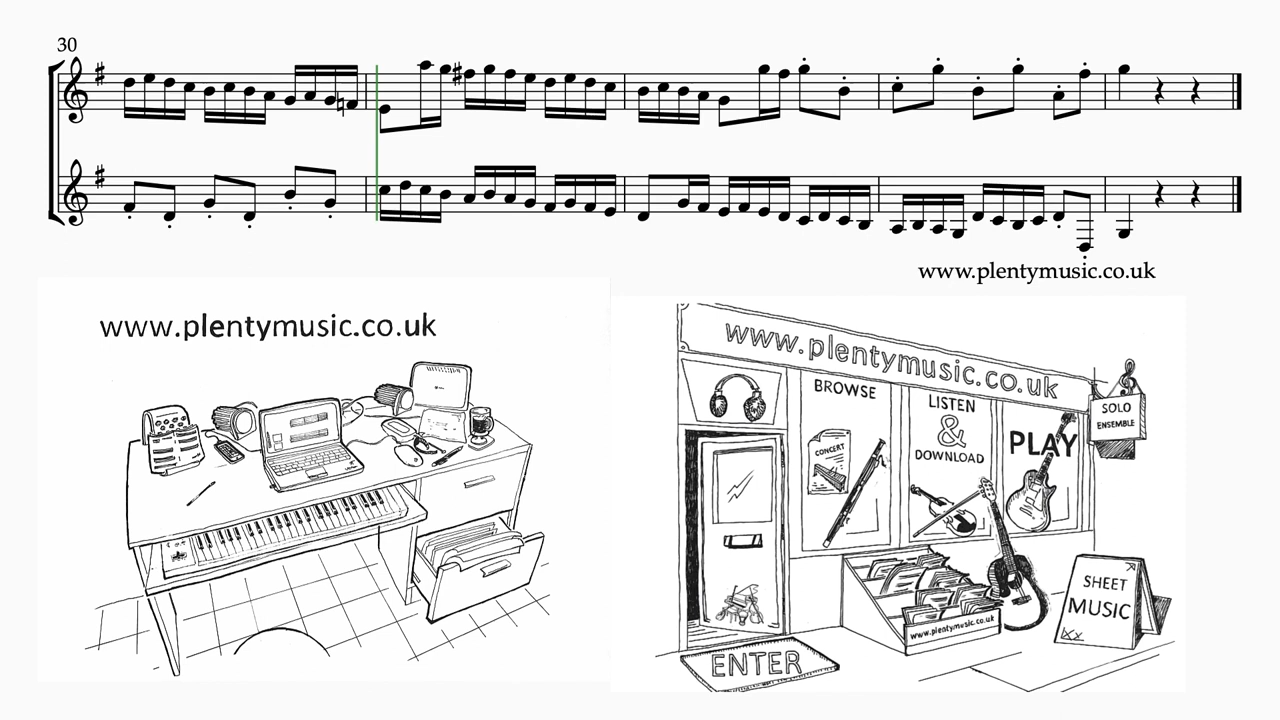 30
www.plentymusic.co.uk
www.plentymusic.co.uk
www.plentymusic.co.uk
BROWSE
LISTEN
&
DOWNLOAD
PLAY
SOLO
ENSEMBLE
CONCERT
www.plentymusic.co.uk
SHEET
MUSIC
ENTER